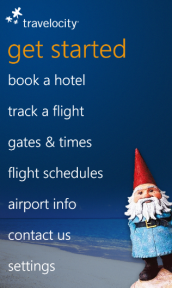 travelocity
get started
book a hotel
track a flight
gates & times
flight schedules
airport info
contact us
settings